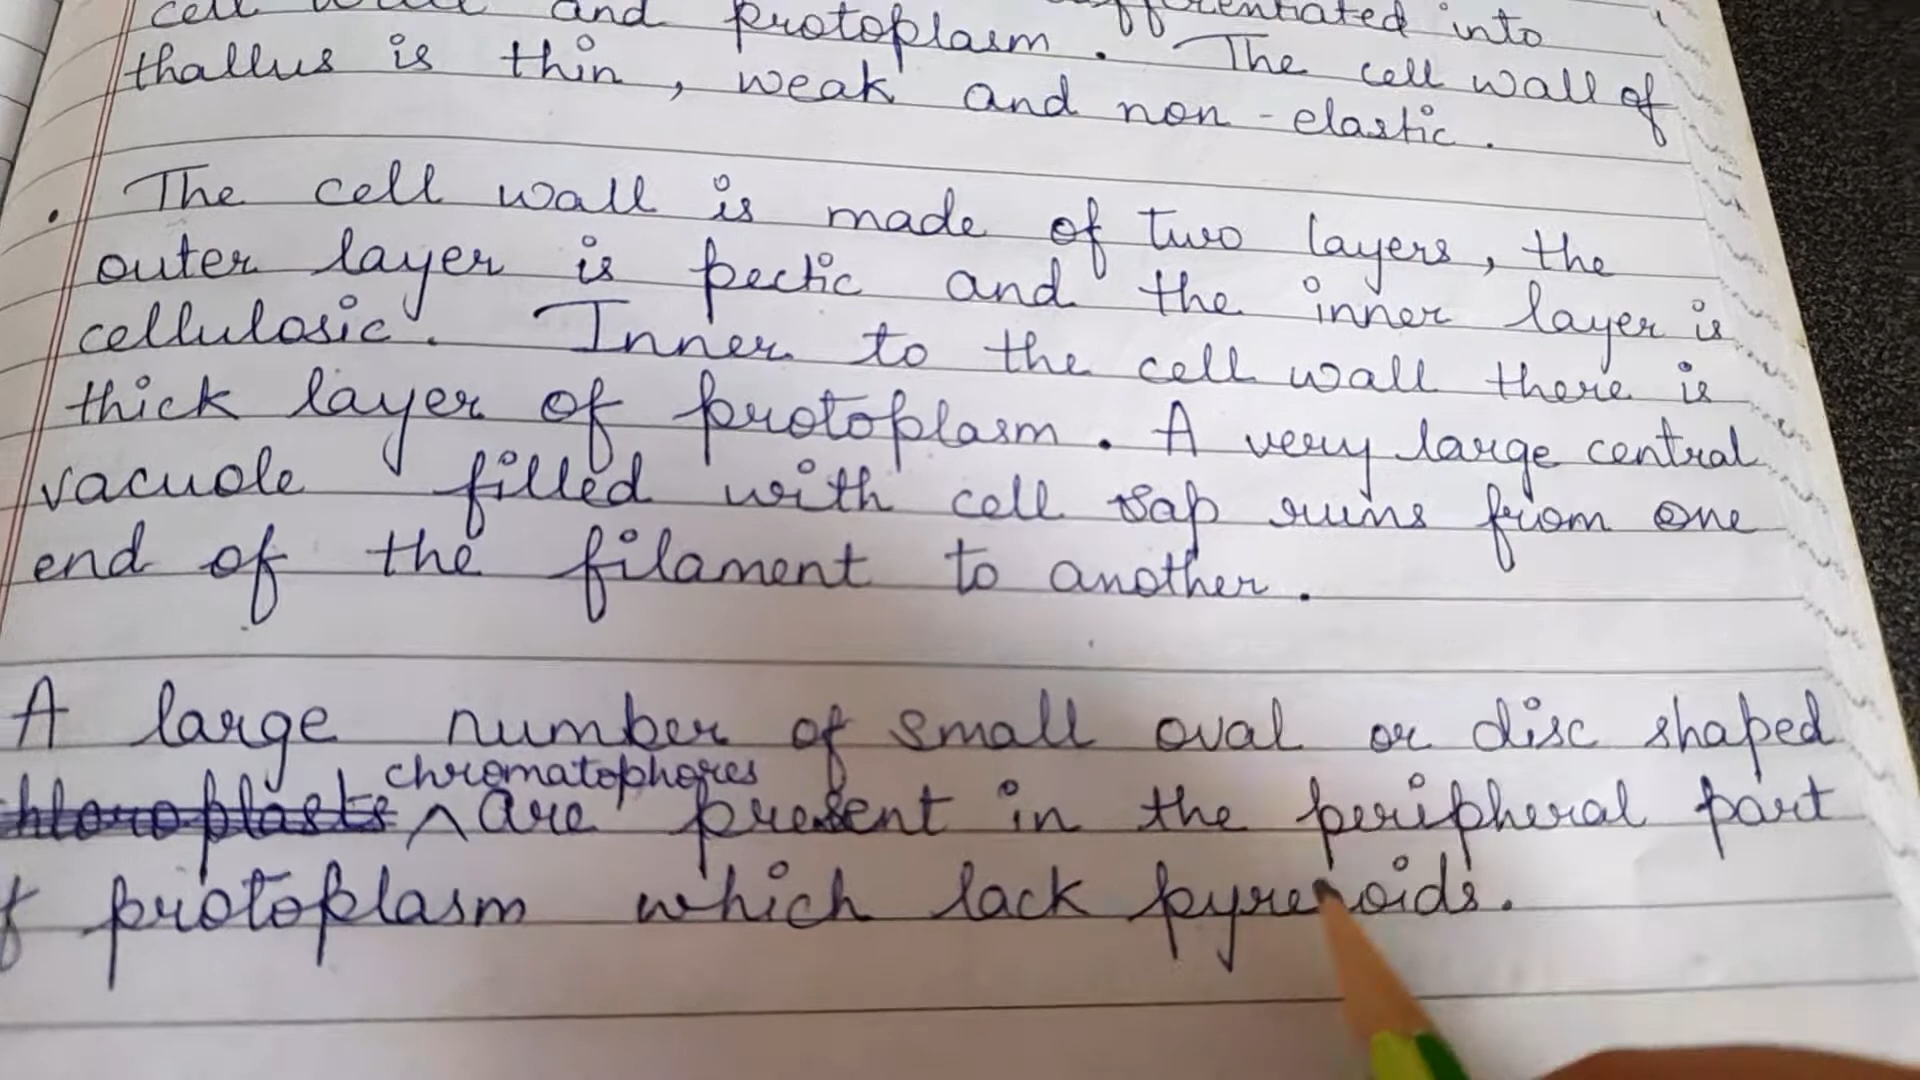 cell wall and protoplasm. The cell wall of
thallus is thin, weak and non-elastic.
. The cell wall is made of two layers, the
outer layer is pectic and the inner layer is
cellulosic. Inner to the cell wall there is
thick layer of protoplasm. A very large central
vacuole filled with cell sap runs from one
end of the filament to another.
A large number of small oval or disc shaped
chromatophores
^ are present in the peripheral part
protoplasm which lack pyrenoids.